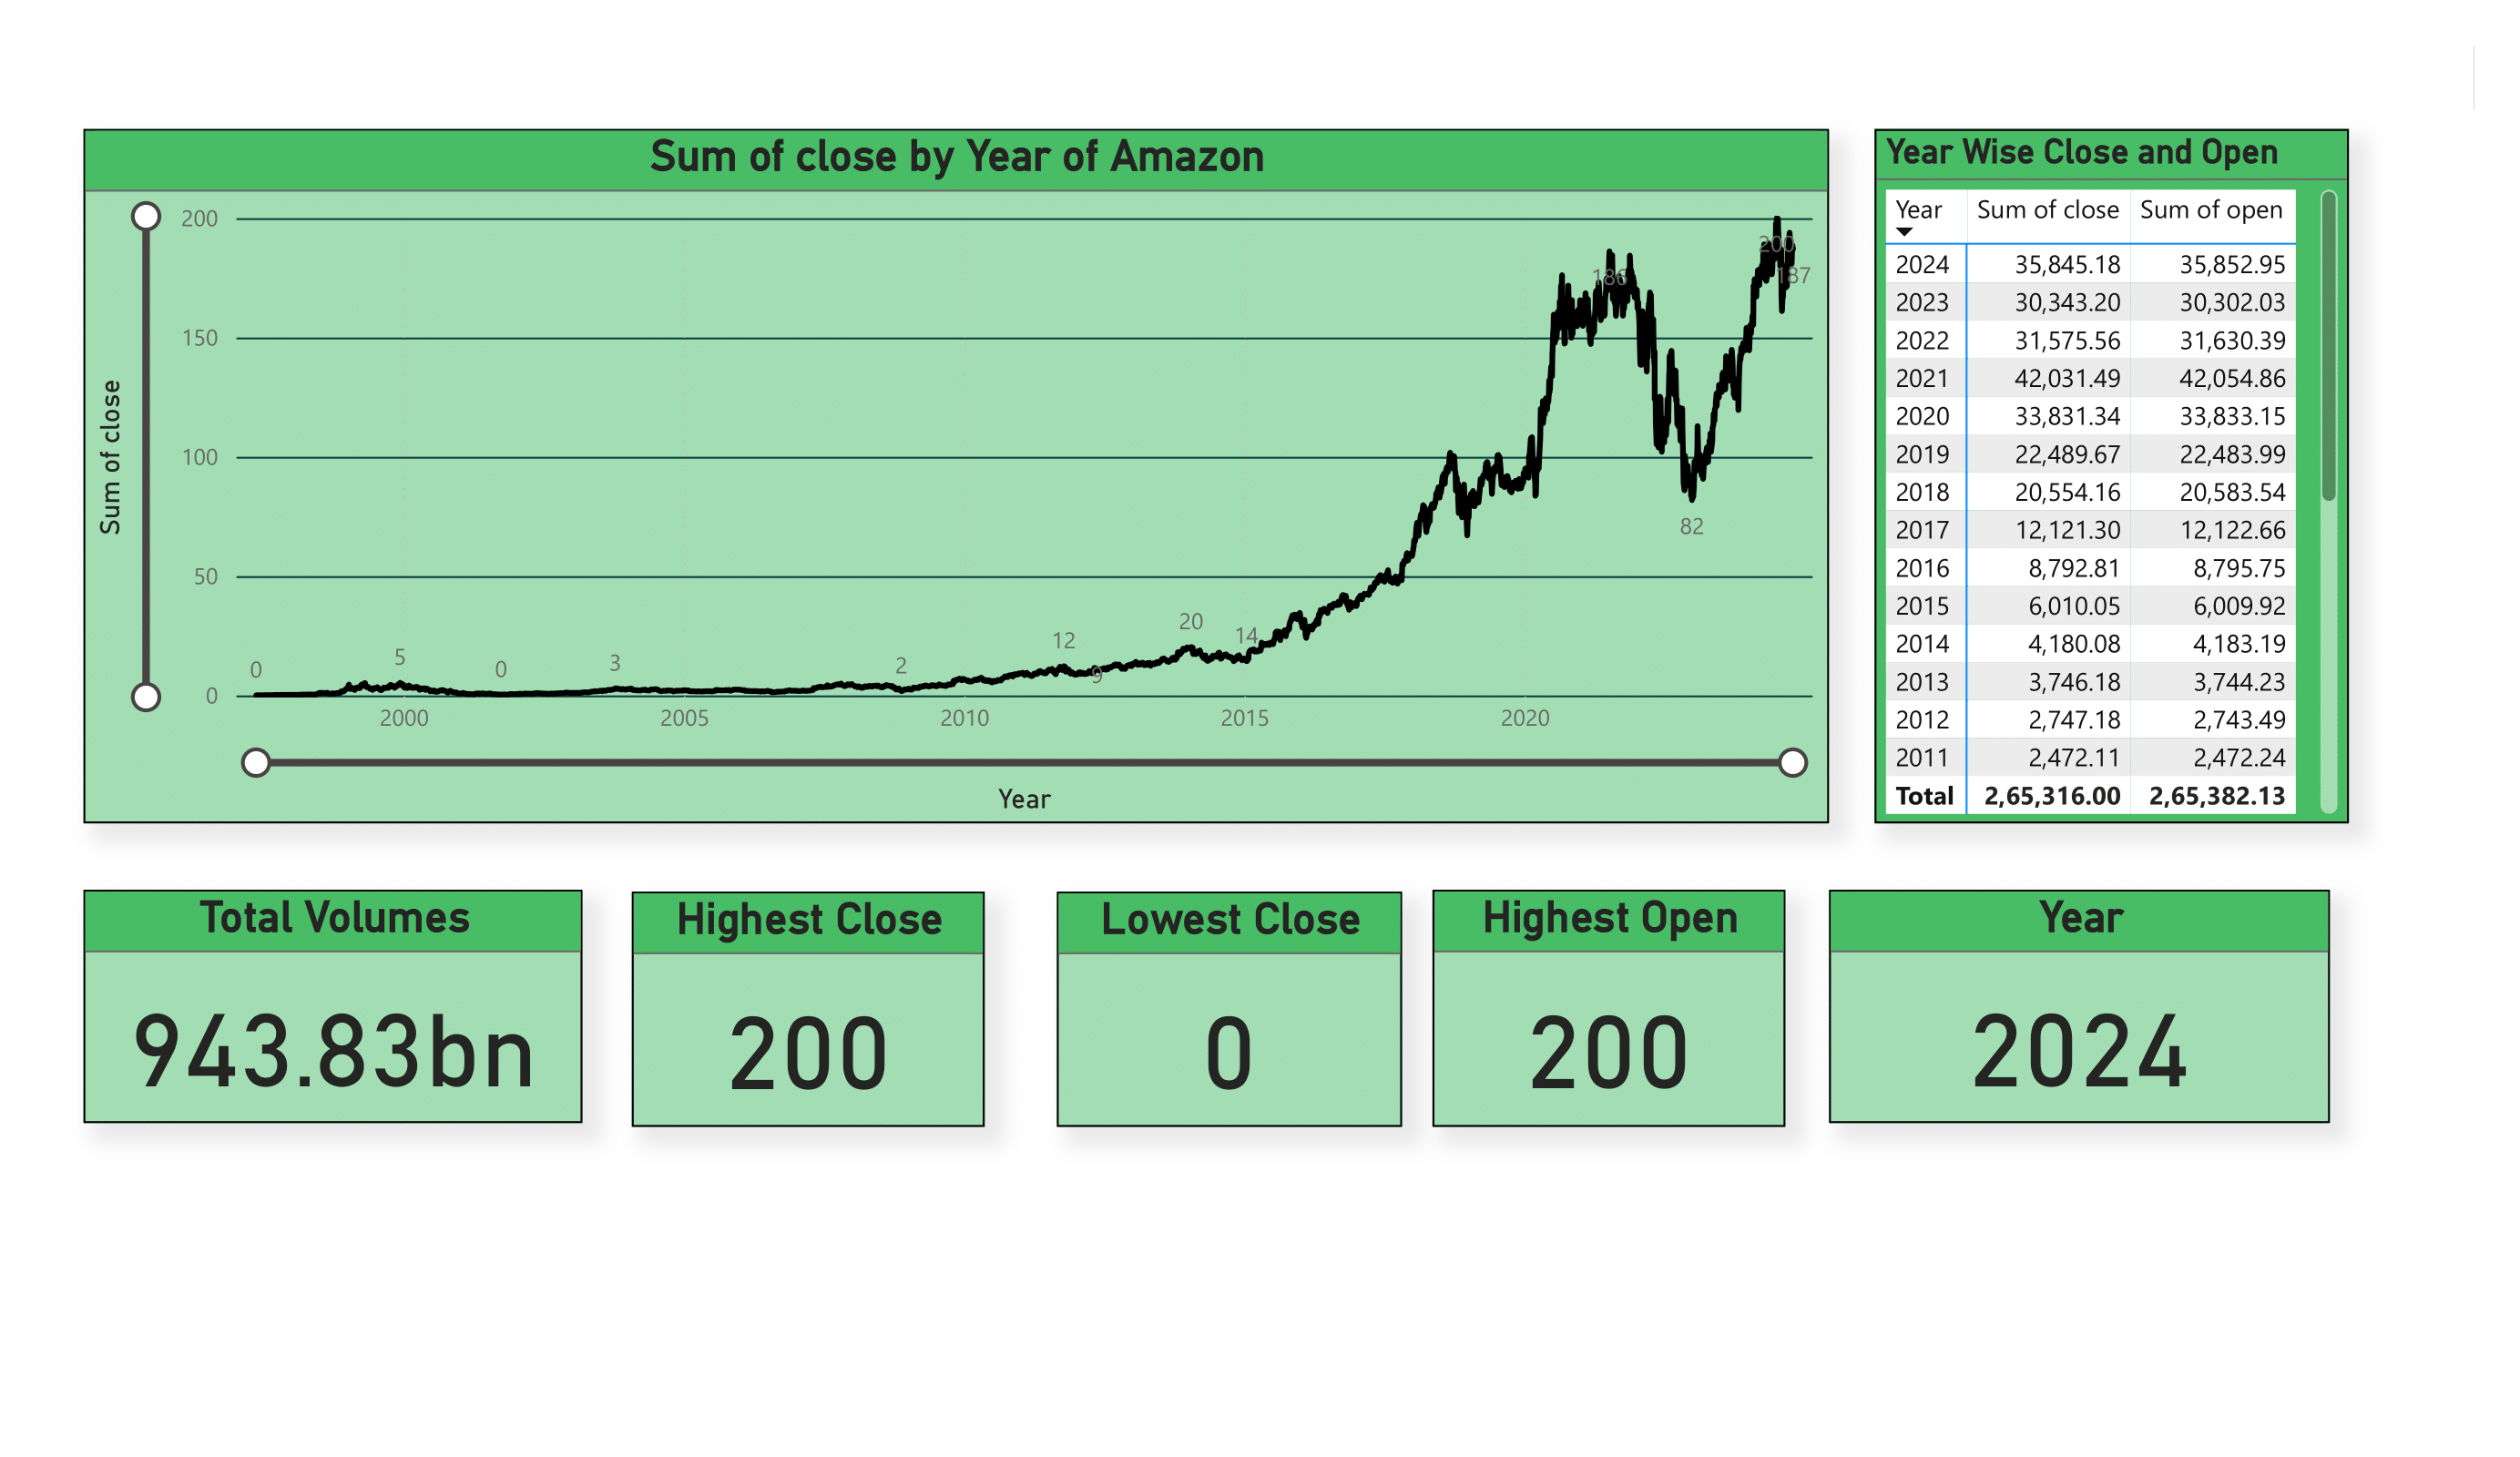 Sum of close by Year of Amazon
Sum of close
200
150
100
50
0
0
5
0
3
2
12
9
20
14
186
82
200
187
2000 2005 2010 2015 2020
Year
Year Wise Close and Open
Year Sum of close Sum of open
2024 35,845.18 35,852.95
2023 30,343.20 30,302.03
2022 31,575.56 31,630.39
2021 42,031.49 42,054.86
2020 33,831.34 33,833.15
2019 22,489.67 22,483.99
2018 20,554.16 20,583.54
2017 12,121.30 12,122.66
2016 8,792.81 8,795.75
2015 6,010.05 6,009.92
2014 4,180.08 4,183.19
2013 3,746.18 3,744.23
2012 2,747.18 2,743.49
2011 2,472.11 2,472.24
Total 2,65,316.00 2,65,382.13
Total Volumes
943.83bn
Highest Close
200
Lowest Close
0
Highest Open
200
Year
2024